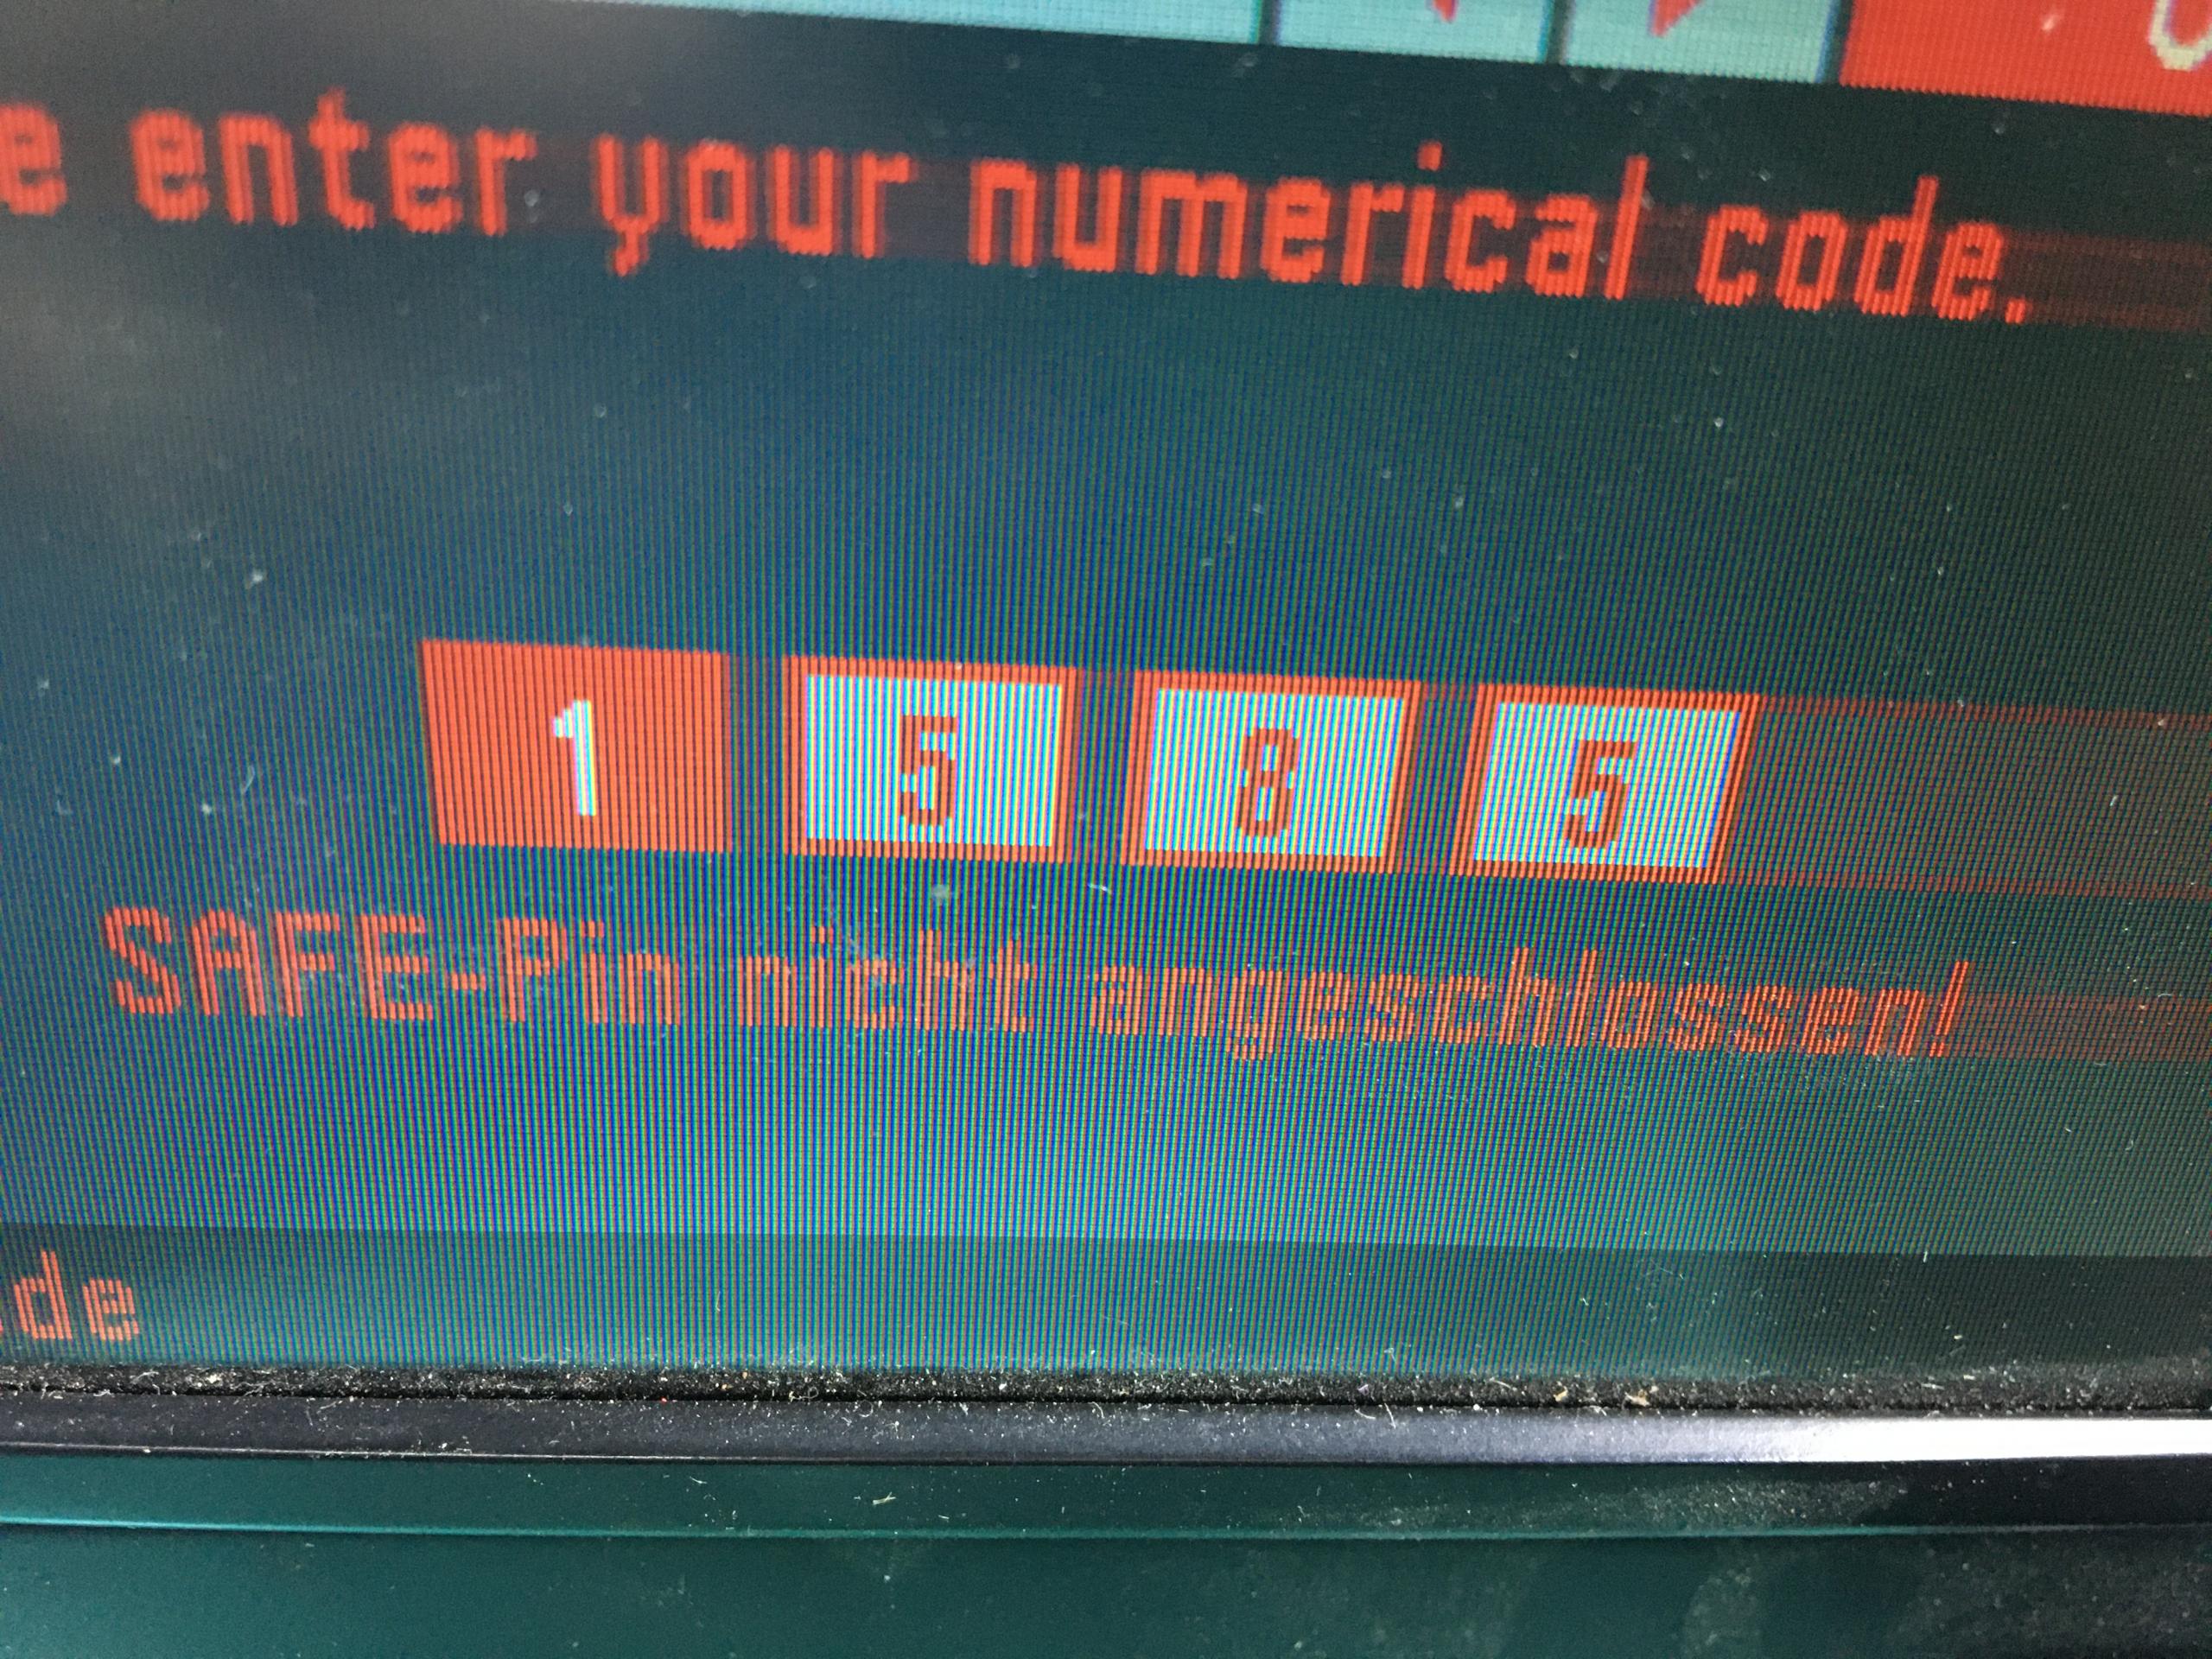 e enter your numerical code.
1 5 8 5
SAFE-Pin nicht angeschlossen!
de